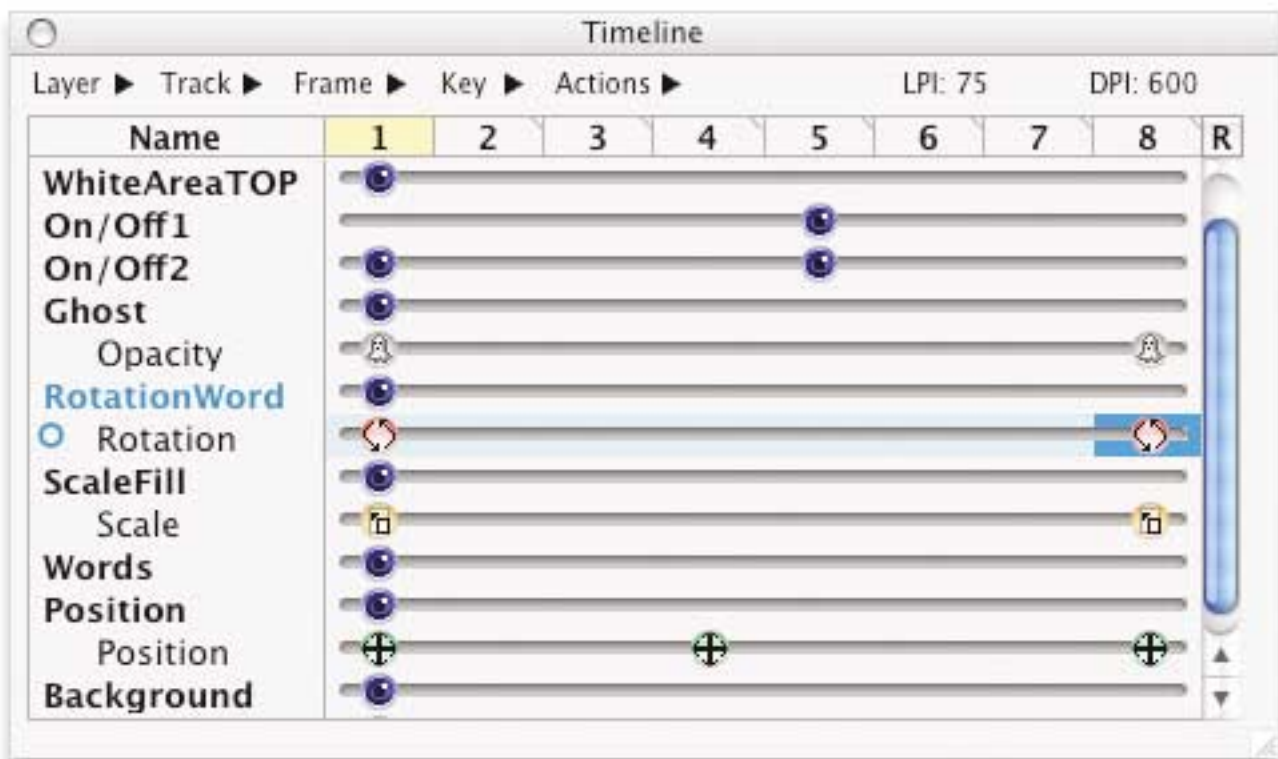 Timeline
Layer ▶ Track ▶ Frame ▶ Key ▶ Actions ▶ LPI: 75 DPI: 600
Name 1 2 3 4 5 6 7 8 R
WhiteAreaTOP
On/Off1
On/Off2
Ghost
Opacity
RotationWord
Rotation
ScaleFill
Scale
Words
Position
Position
Background